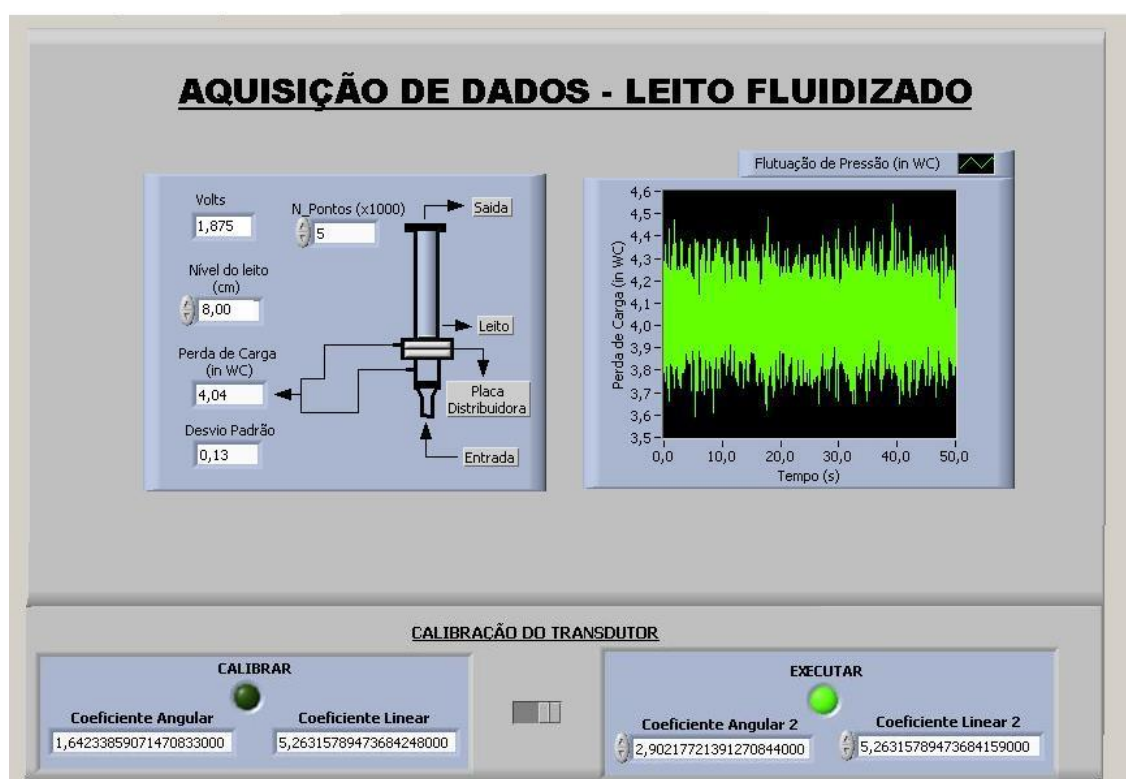 AQUISIÇÃO DE DADOS - LEITO FLUIDIZADO
Volts
1,875
N_Pontos (x1000)
5
Saida
Nível do leito
(cm)
8,00
Leito
Perda de Carga
(in WC)
4,04
Placa
Distribuidora
Desvio Padrão
0,13
Entrada
Flutuação de Pressão (in WC)
Perda de Carga (in WC)
4,6
4,5
4,4
4,3
4,2
4,1
4,0
3,9
3,8
3,7
3,6
3,5
0,0 10,0 20,0 30,0 40,0 50,0
Tempo (s)
CALIBRAÇÃO DO TRANSDUTOR
CALIBRAR
Coeficiente Angular Coeficiente Linear
1,64233859071470833000 5,26315789473684248000
EXECUTAR
Coeficiente Angular 2 Coeficiente Linear 2
2,90217721391270844000 5,26315789473684159000